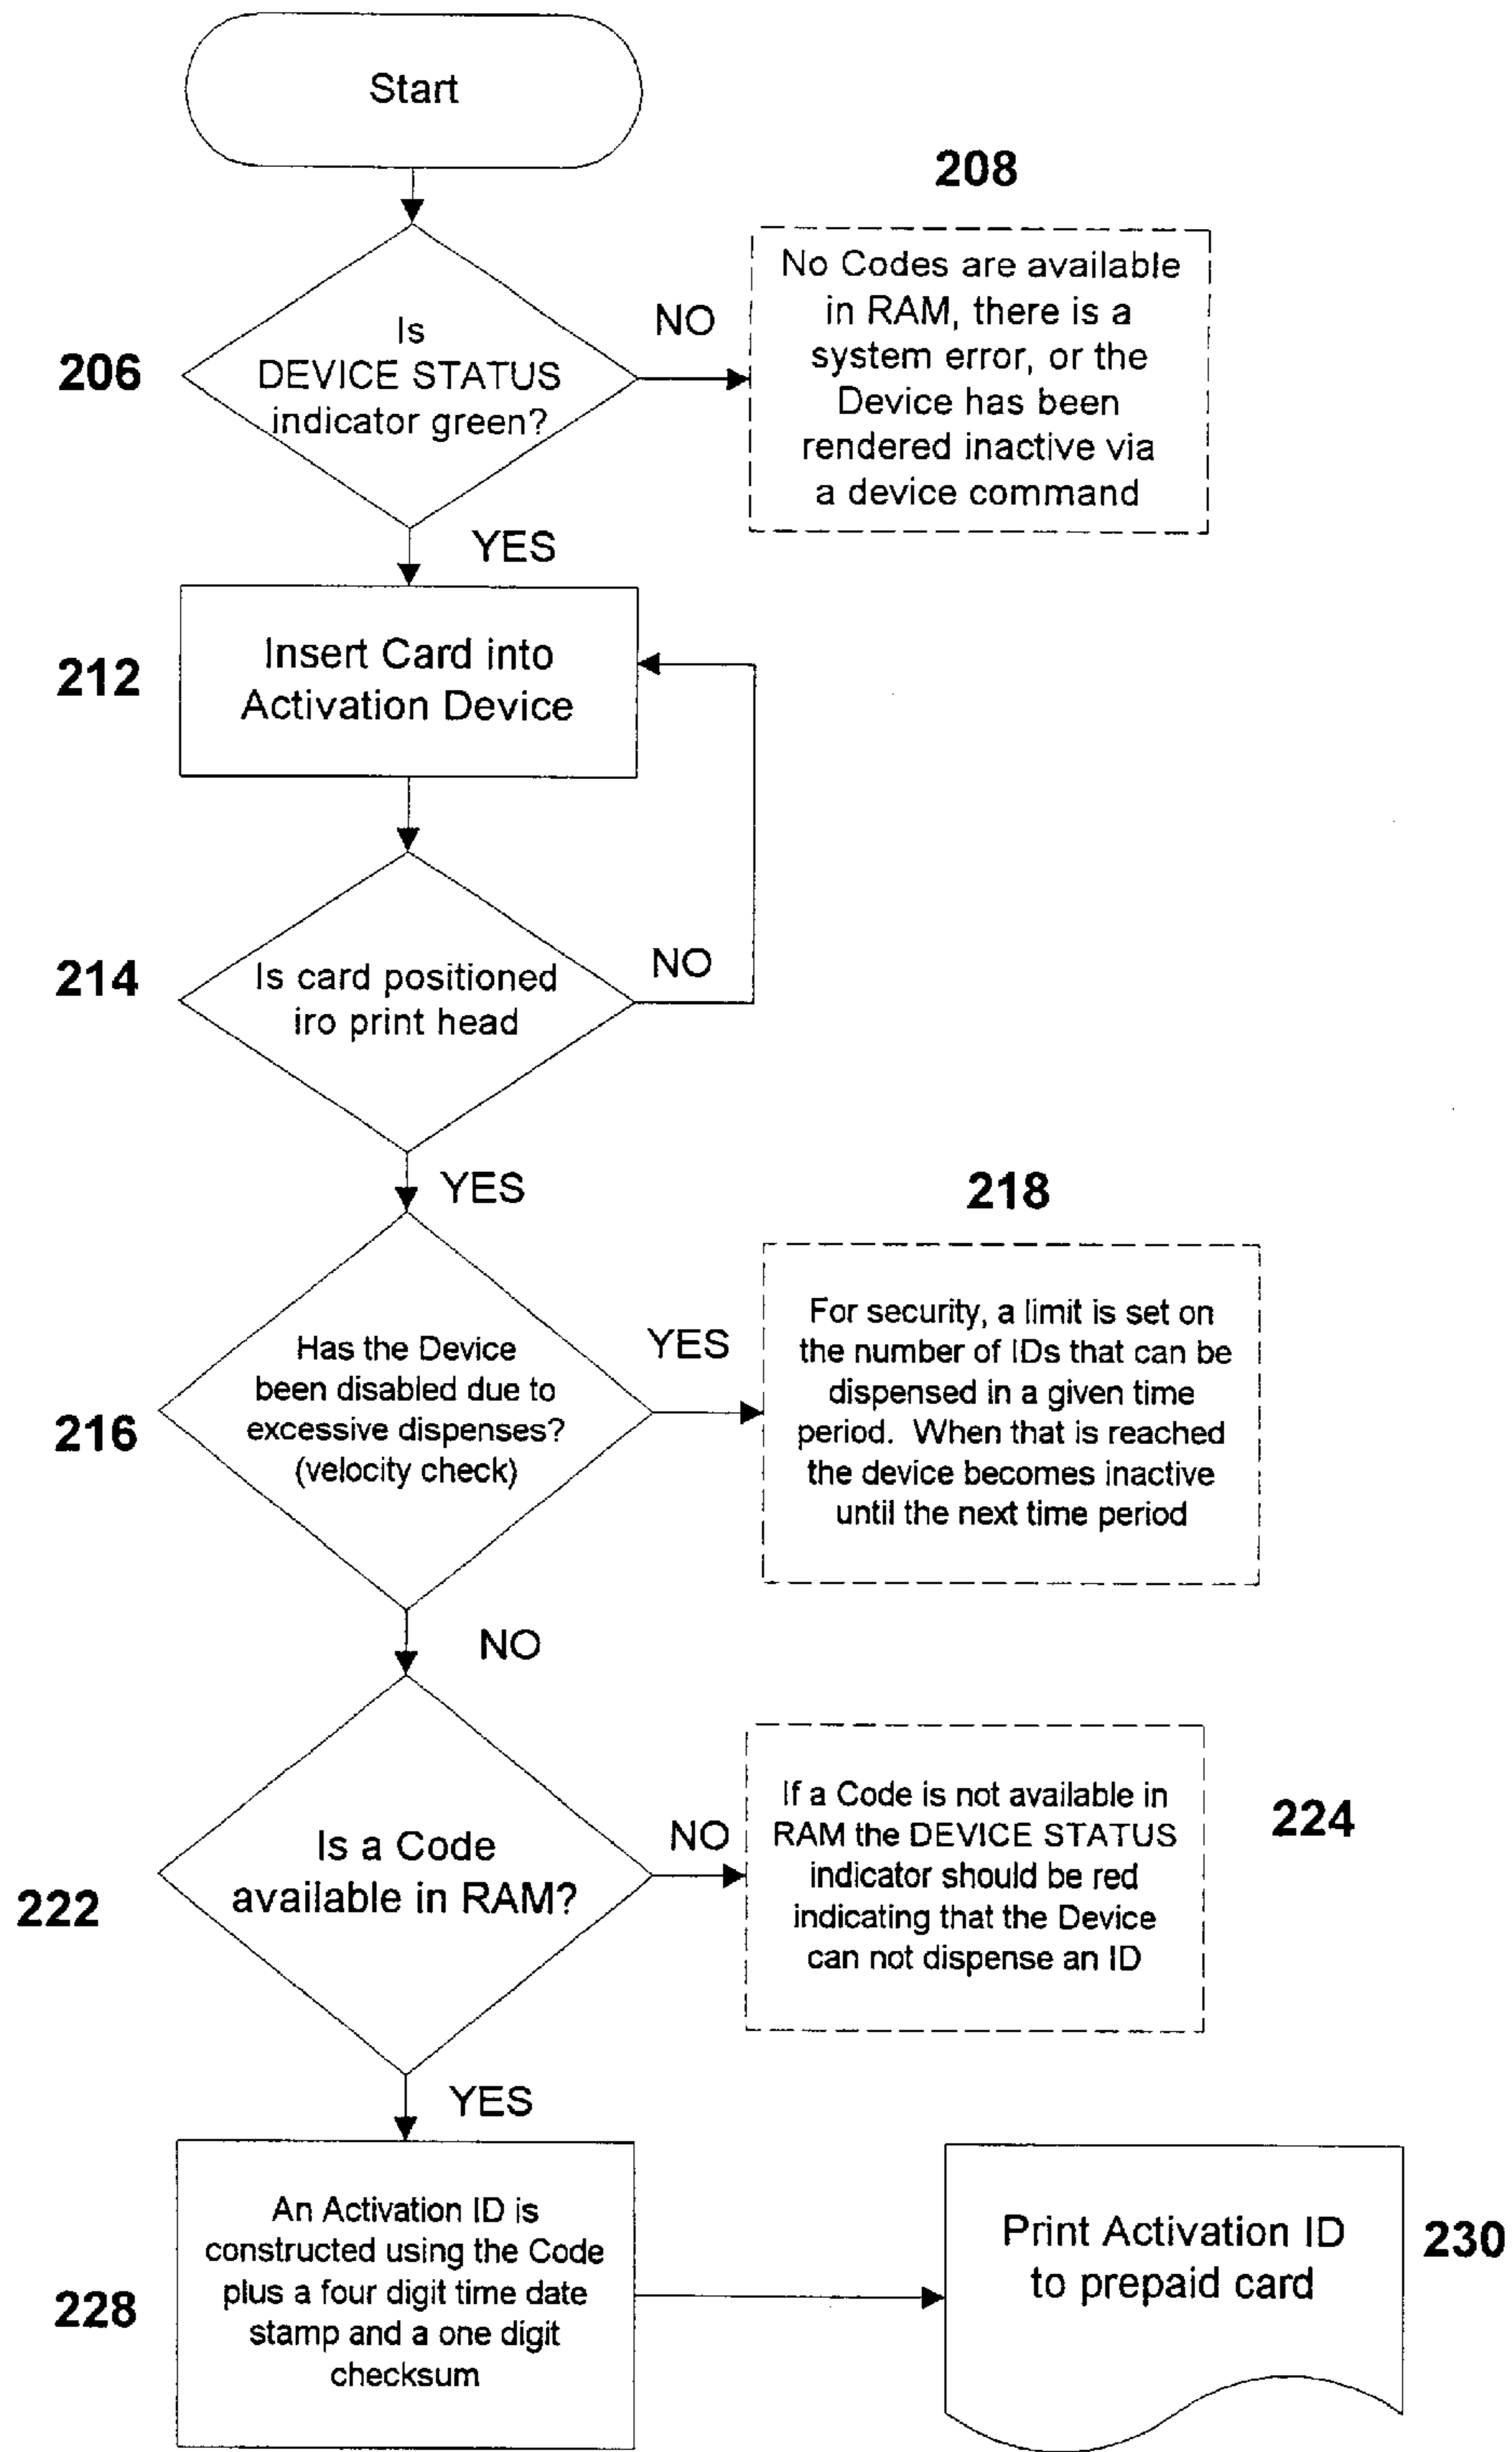 Start
208
No Codes are available
in RAM, there is a
system error, or the
Device has been
rendered inactive via
a device command
NO
206
Is
DEVICE STATUS
indicator green?
YES
212
Insert Card into
Activation Device
214
Is card positioned
iro print head
NO
YES
218
For security, a limit is set on
the number of IDs that can be
dispensed in a given time
period. When that is reached
the device becomes inactive
until the next time period
YES
216
Has the Device
been disabled due to
excessive dispenses?
(velocity check)
NO
222
Is a Code
available in RAM?
NO
If a Code is not available in
RAM the DEVICE STATUS
indicator should be red
indicating that the Device
can not dispense an ID
224
YES
228
An Activation ID is
constructed using the Code
plus a four digit time date
stamp and a one digit
checksum
Print Activation ID
to prepaid card
230